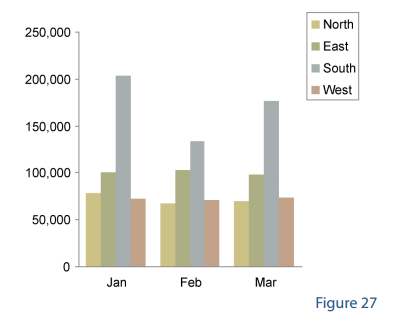 250,000
200,000
150,000
100,000
50,000
0
Jan Feb Mar
North
East
South
West
Figure 27